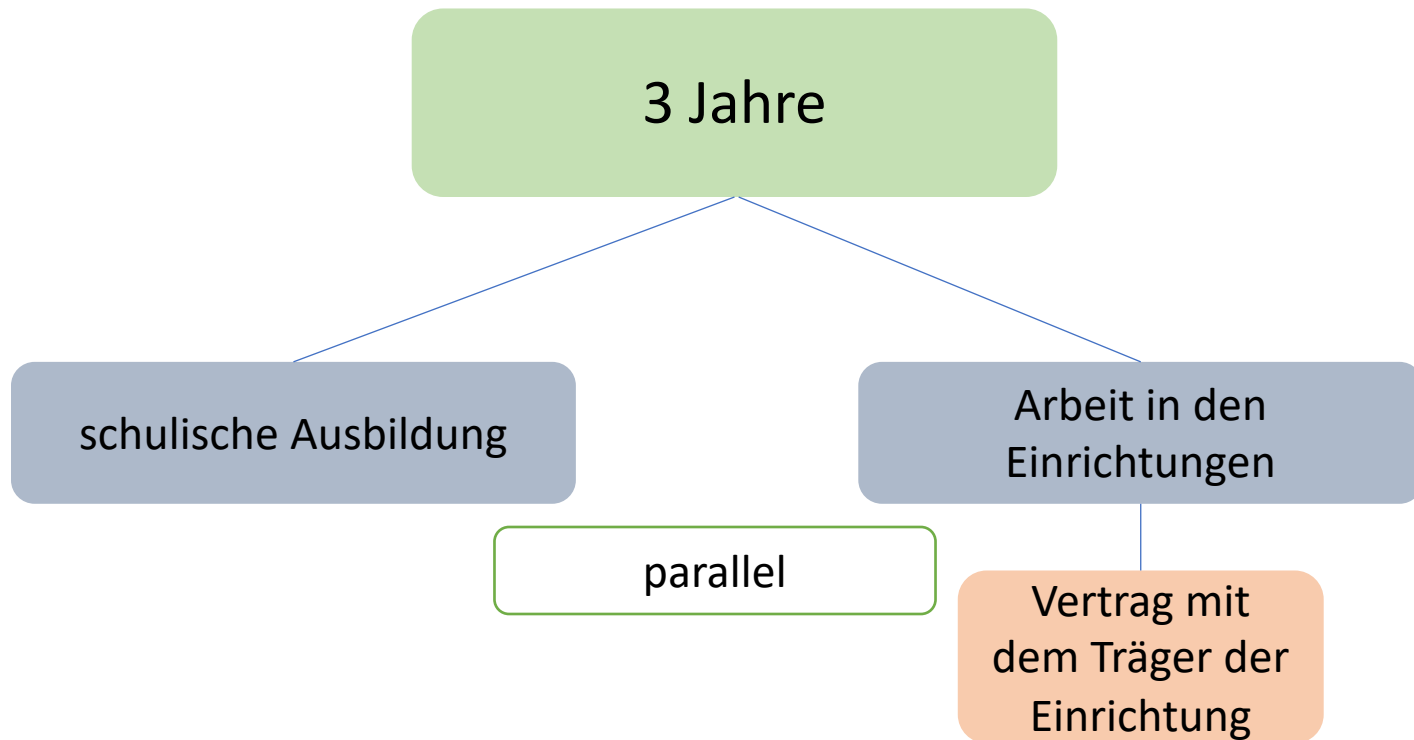 3 Jahre
schulische Ausbildung
Arbeit in den
Einrichtungen
parallel
Vertrag mit
dem Träger der
Einrichtung